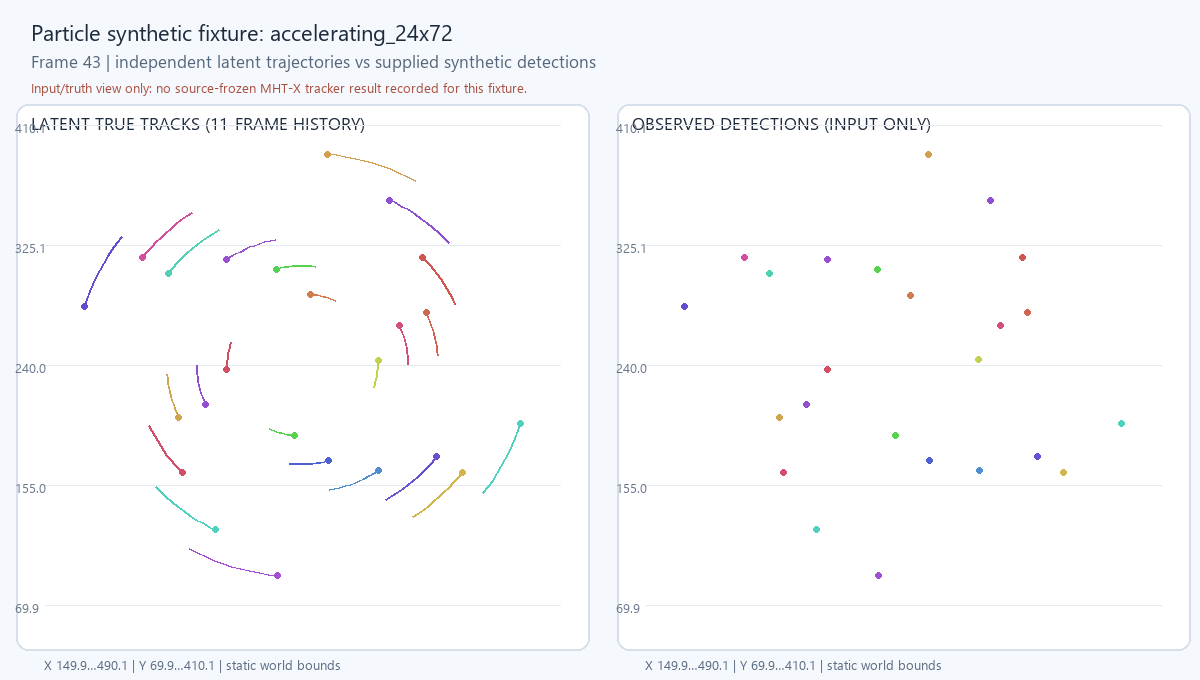 Particle synthetic fixture: accelerating_24x72
Frame 43 | independent latent trajectories vs supplied synthetic detections
Input/truth view only: no source-frozen MHT-X tracker result recorded for this fixture.
LATENT TRUE TRACKS (11-FRAME HISTORY)
410.1
325.1
240.0
155.0
69.9
X 149.9...490.1 | Y 69.9...410.1 | static world bounds
OBSERVED DETECTIONS (INPUT ONLY)
410.1
325.1
240.0
155.0
69.9
X 149.9...490.1 | Y 69.9...410.1 | static world bounds